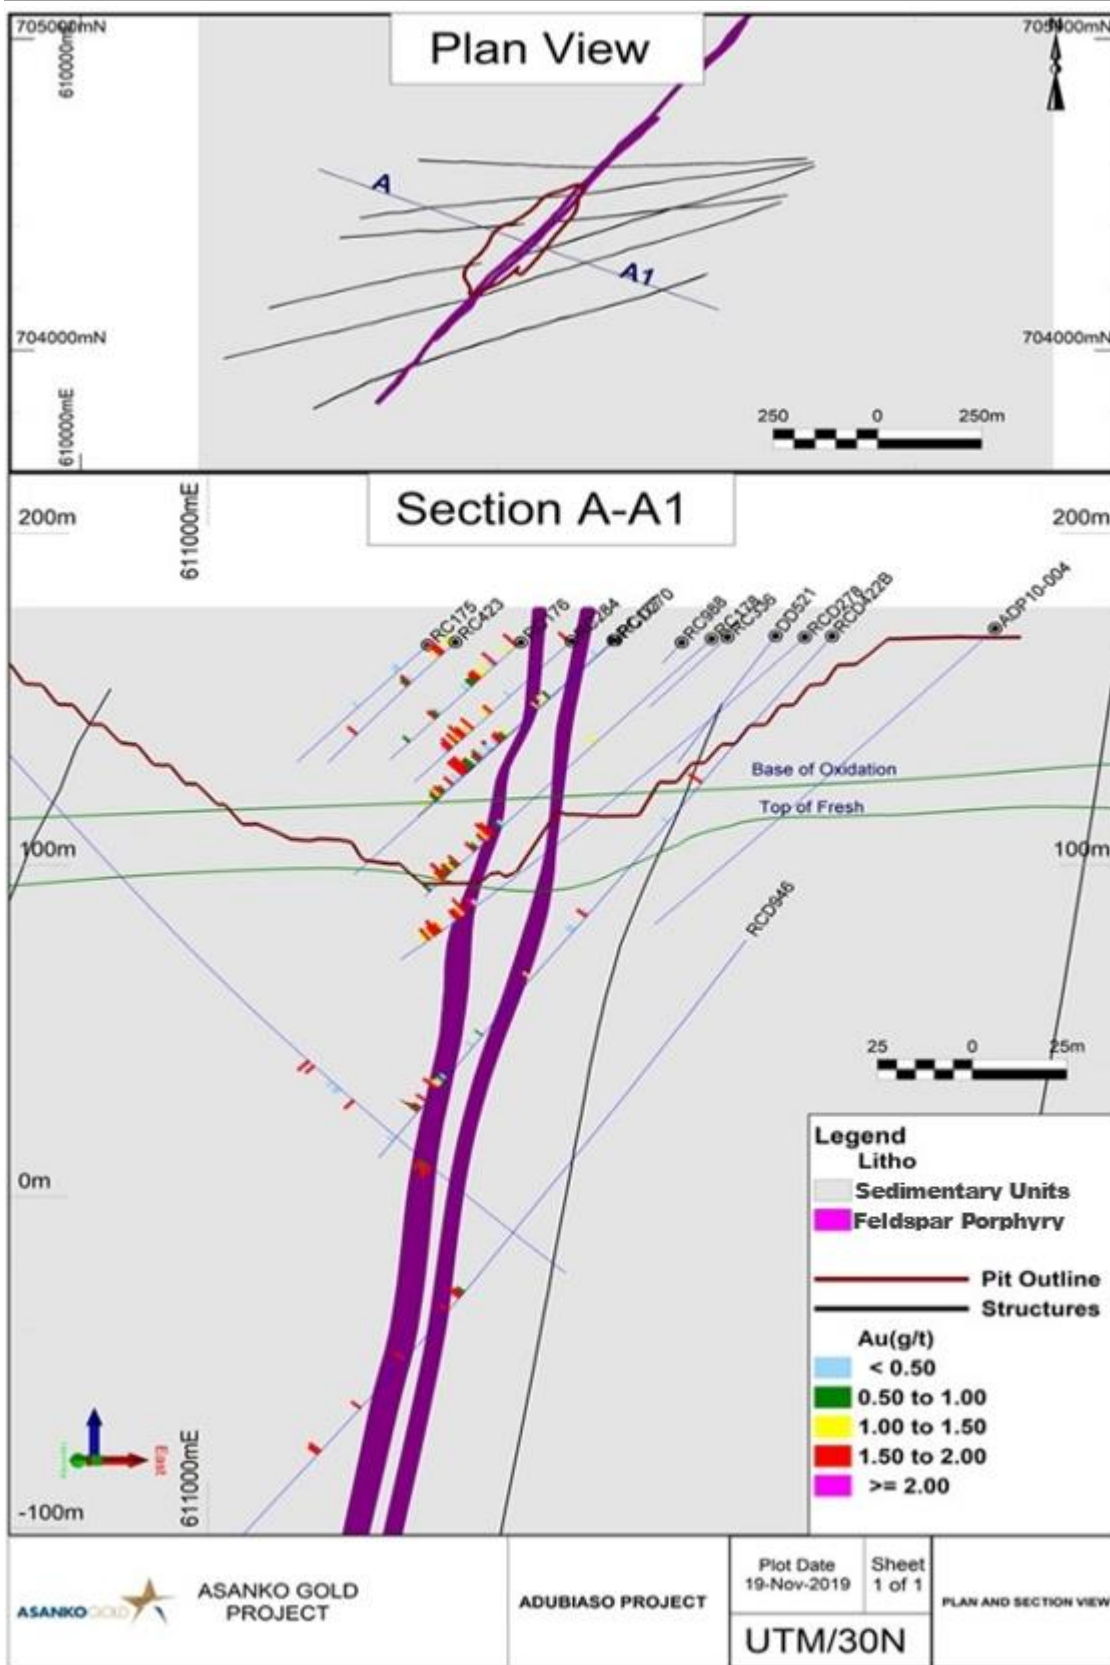 705000mN
610000mE
Plan View
705000mN
N
A
A1
704000mN
704000mN
610000mE
250 0 250m
Section A-A1
200m
611000mE
200m
RC175
RC423
RC988
RC178
RC336
DD521
RCD278
RCD422B
ADP10-004
Base of Oxidation
Top of Fresh
100m
100m
RCD946
25 0 25m
0m
Legend
Litho
Sedimentary Units
Feldspar Porphyry
Pit Outline
Structures
Au(g/t)
< 0.50
0.50 to 1.00
1.00 to 1.50
1.50 to 2.00
>= 2.00
East
611000mE
-100m
ASANKO GOLD
ASANKO GOLD
PROJECT
ADUBIASO PROJECT
Plot Date
19-Nov-2019
Sheet
1 of 1
UTM/30N
PLAN AND SECTION VIEW